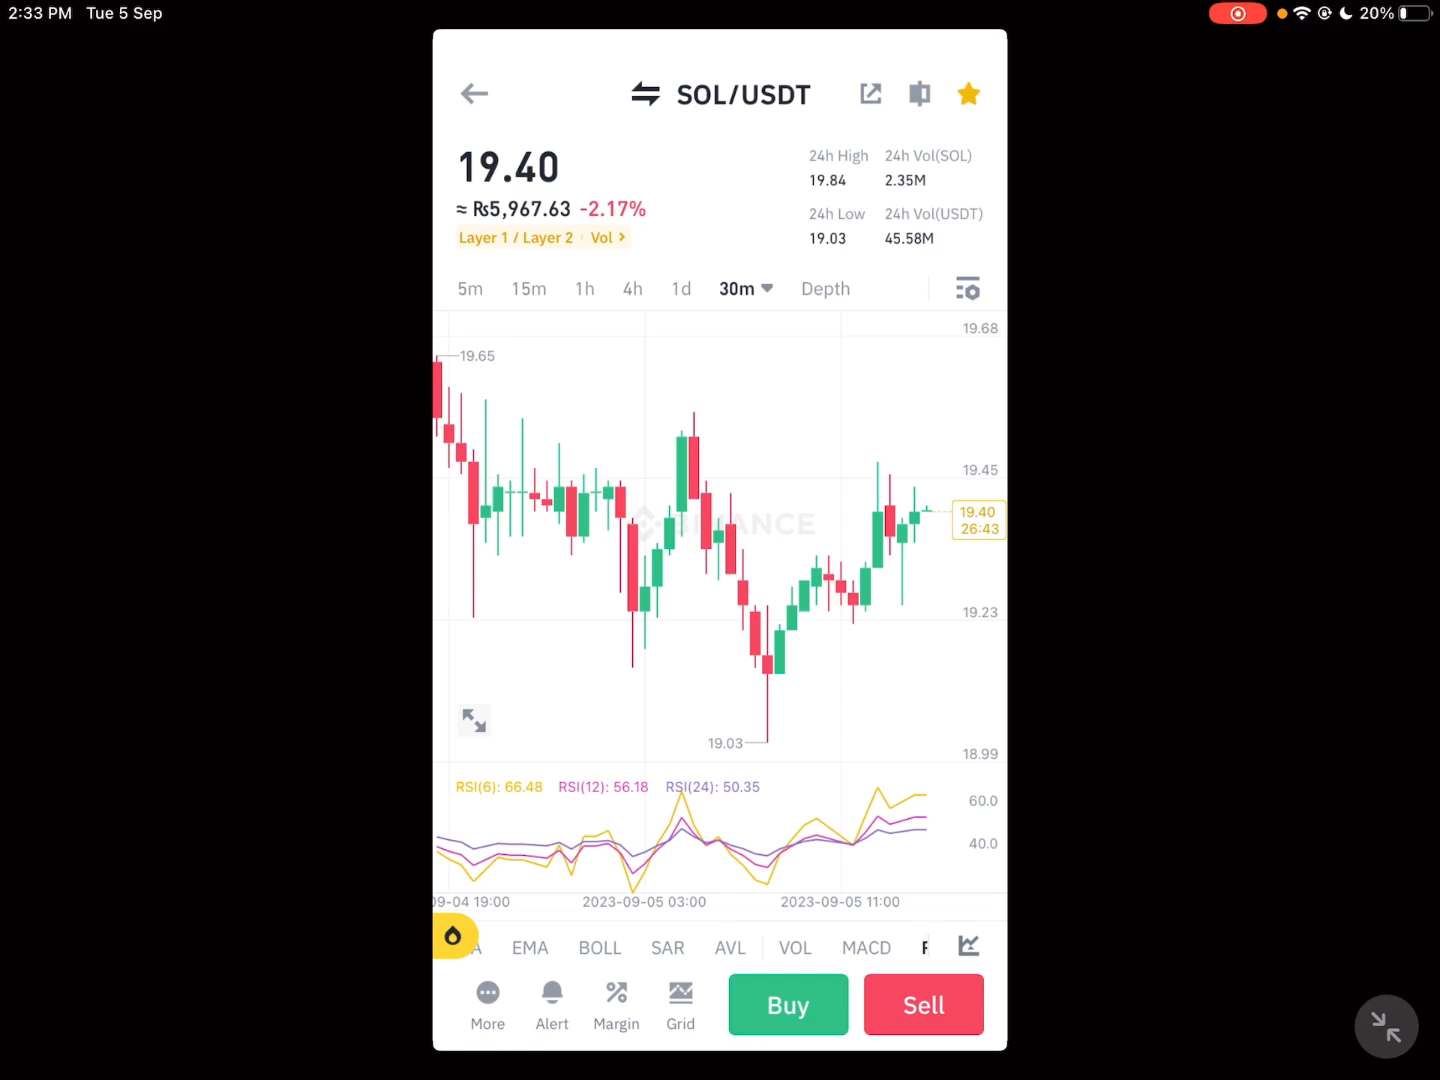 2:33 PM Tue 5 Sep
20%
SOL/USDT
19.40
≈ ₨5,967.63 -2.17%
Layer 1 / Layer 2 Vol >
24h High 24h Vol(SOL)
19.84 2.35M
24h Low 24h Vol(USDT)
19.03 45.58M
5m 15m 1h 4h 1d 30m Depth
19.68
19.65
19.45
19.40
26:43
BINANCE
19.23
19.03
18.99
RSI(6): 66.48 RSI(12): 56.18 RSI(24): 50.35
60.0
40.0
09-04 19:00 2023-09-05 03:00 2023-09-05 11:00
EMA BOLL SAR AVL VOL MACD
More Alert Margin Grid Buy Sell